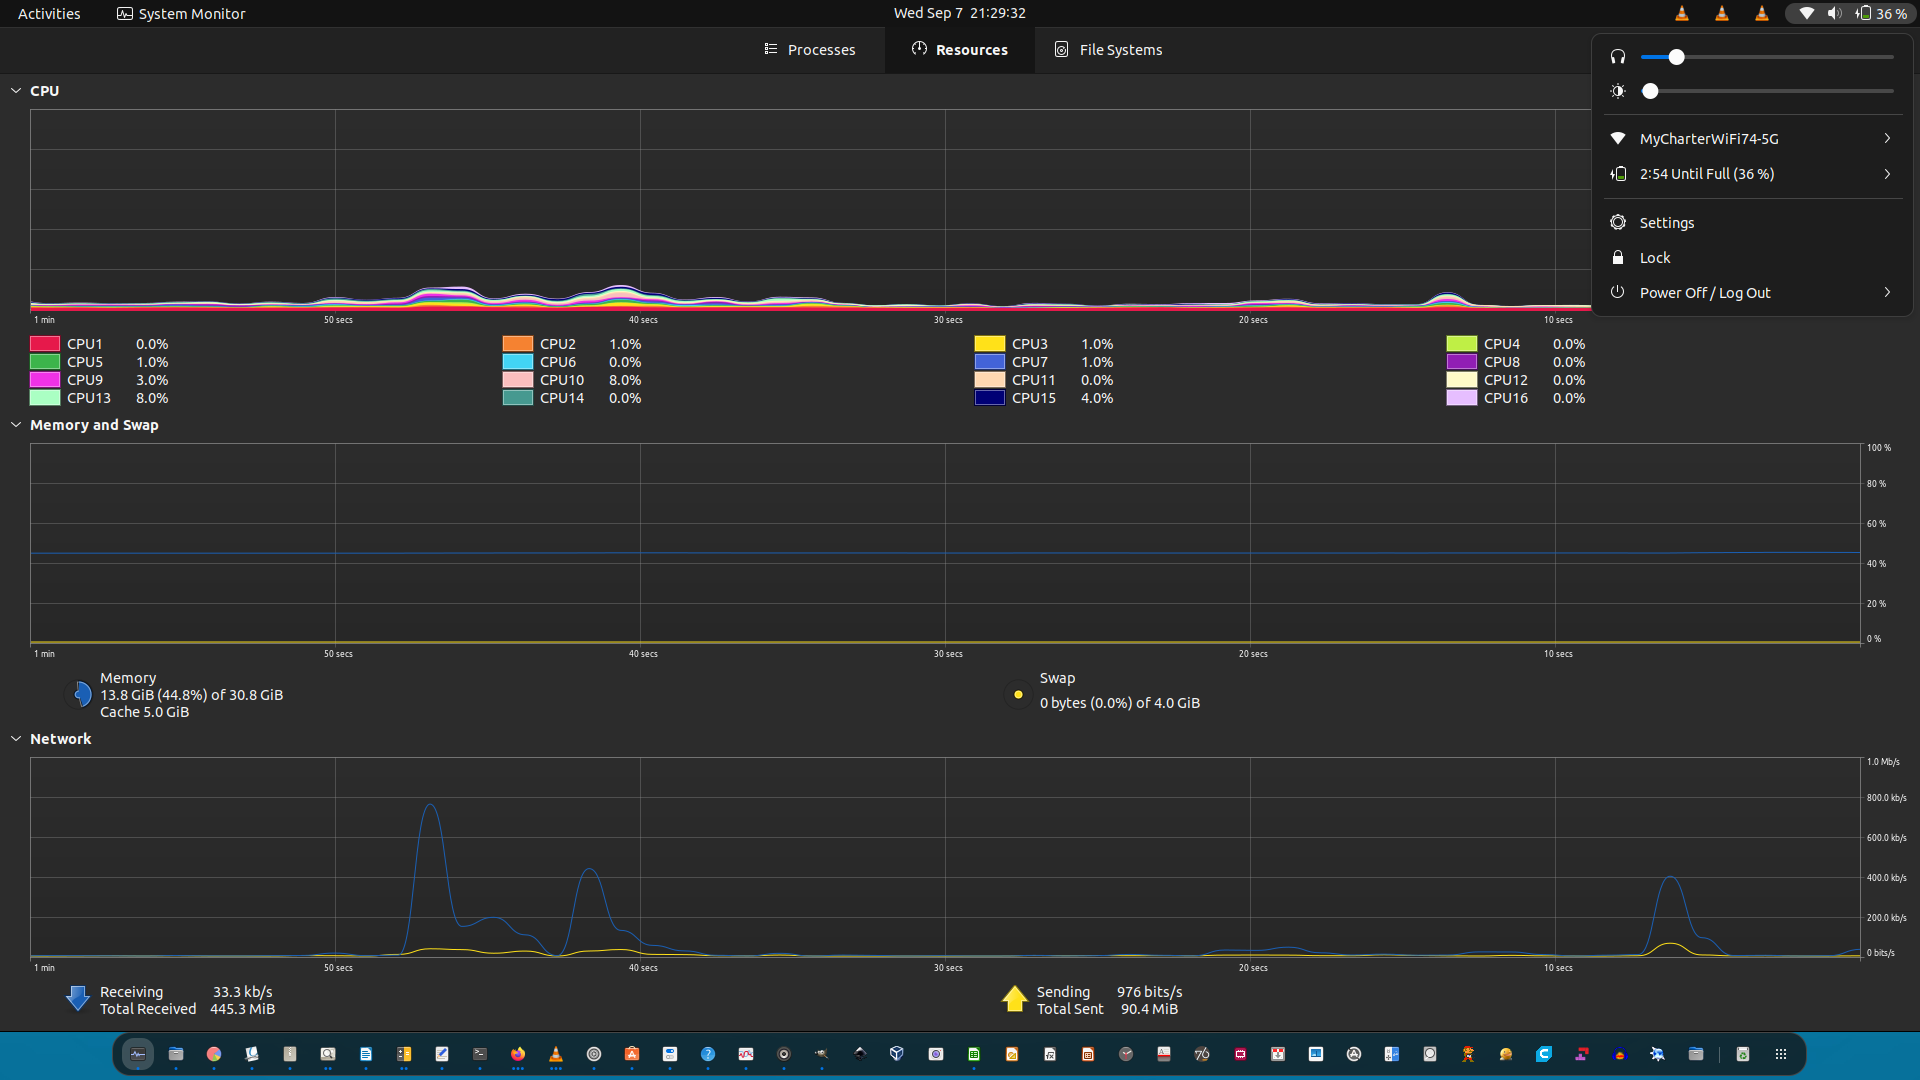 Activities
System Monitor
Wed Sep 7 21:29:32
36 %
Processes
Resources
File Systems
MyCharterWiFi74-5G
2:54 Until Full (36 %)
Settings
Lock
Power Off / Log Out
CPU
1 min 50 secs 40 secs 30 secs 20 secs 10 secs
CPU1 0.0% CPU2 1.0% CPU3 1.0% CPU4 0.0%
CPU5 1.0% CPU6 0.0% CPU7 1.0% CPU8 0.0%
CPU9 3.0% CPU10 8.0% CPU11 0.0% CPU12 0.0%
CPU13 8.0% CPU14 0.0% CPU15 4.0% CPU16 0.0%
Memory and Swap
100 %
80 %
60 %
40 %
20 %
0 %
1 min 50 secs 40 secs 30 secs 20 secs 10 secs
Memory
13.8 GiB (44.8%) of 30.8 GiB
Cache 5.0 GiB
Swap
0 bytes (0.0%) of 4.0 GiB
Network
1.0 Mb/s
800.0 kb/s
600.0 kb/s
400.0 kb/s
200.0 kb/s
0 bits/s
1 min 50 secs 40 secs 30 secs 20 secs 10 secs
Receiving 33.3 kb/s
Total Received 445.3 MiB
Sending 976 bits/s
Total Sent 90.4 MiB
76